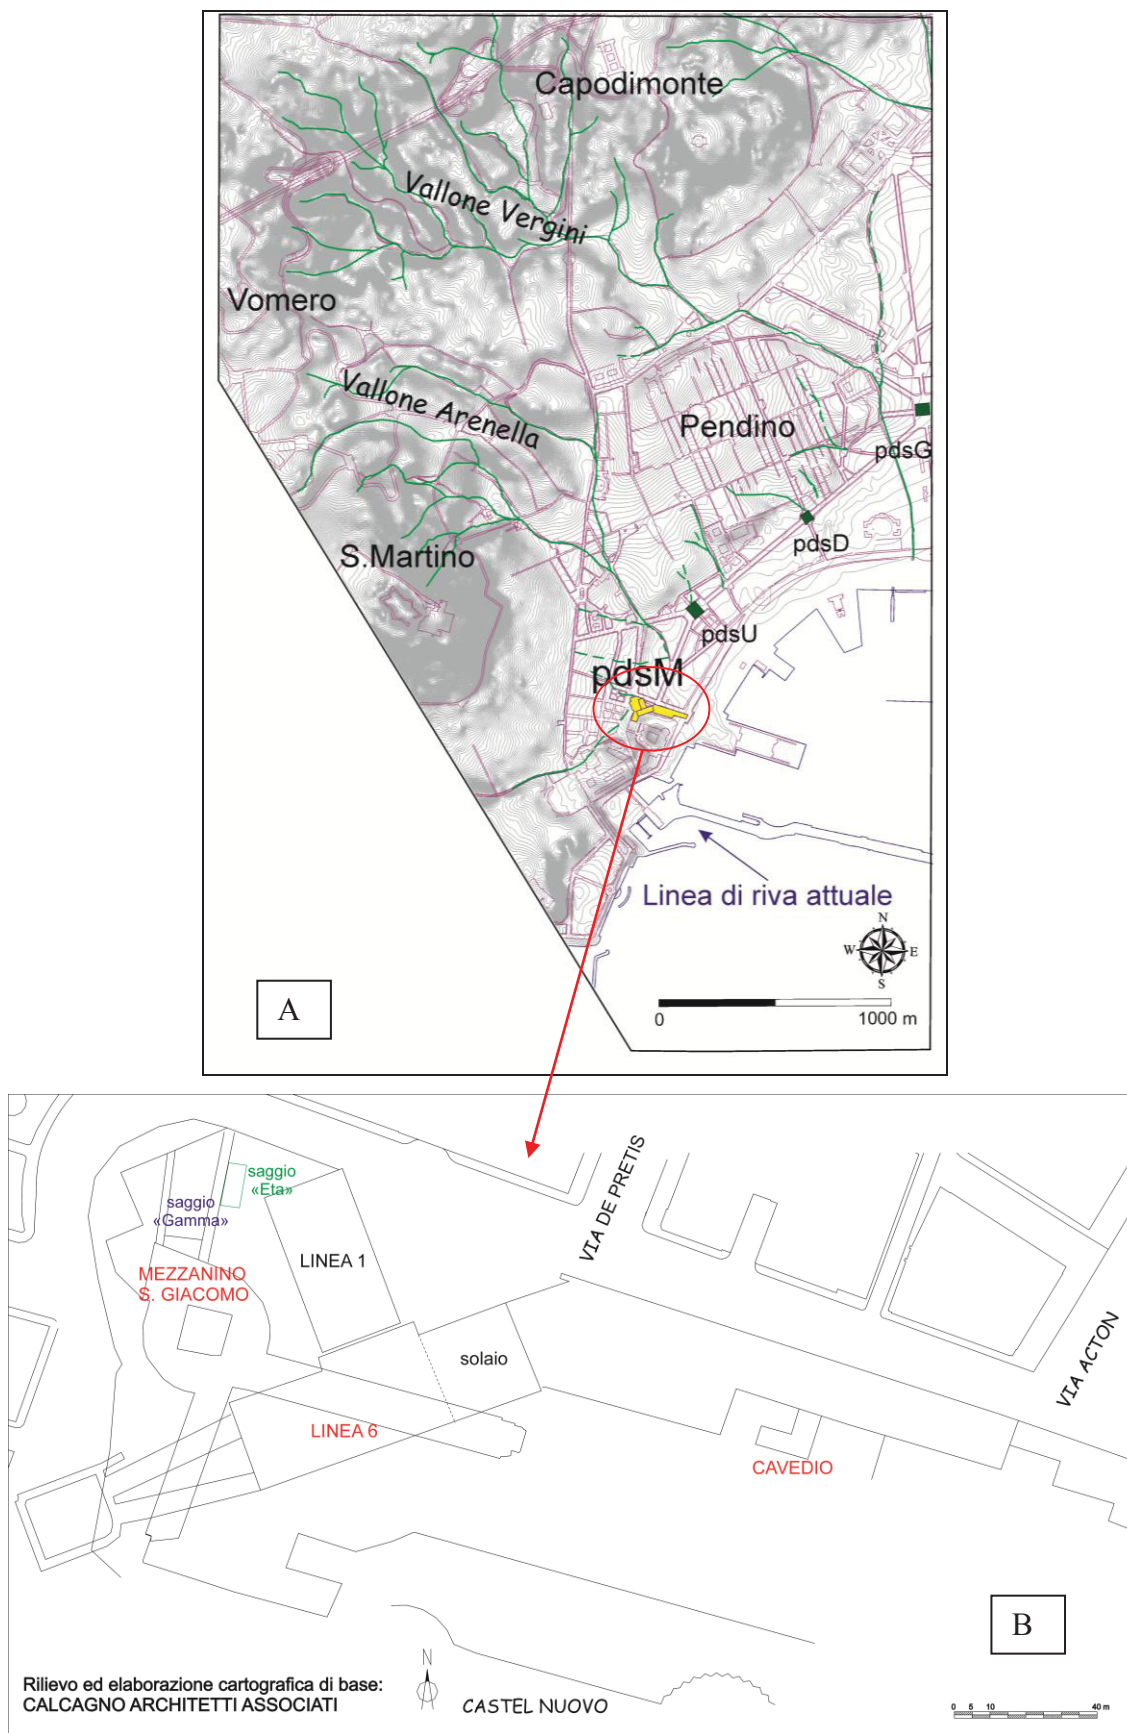 Capodimonte
Vallone Vergini
Vomero
Vallone Arenella
Pendino
pdsG
pdsD
S.Martino
pdsU
pdsM
Linea di riva attuale
N
W E
S
A
0 1000 m
VIA DE PRETIS
saggio
«Eta»
saggio
«Gamma»
LINEA 1
MEZZANINO
S. GIACOMO
VIA ACTON
solaio
LINEA 6
CAVEDIO
B
N
Rilievo ed elaborazione cartografica di base:
CALCAGNO ARCHITETTI ASSOCIATI
CASTEL NUOVO
0 5 10 40 m